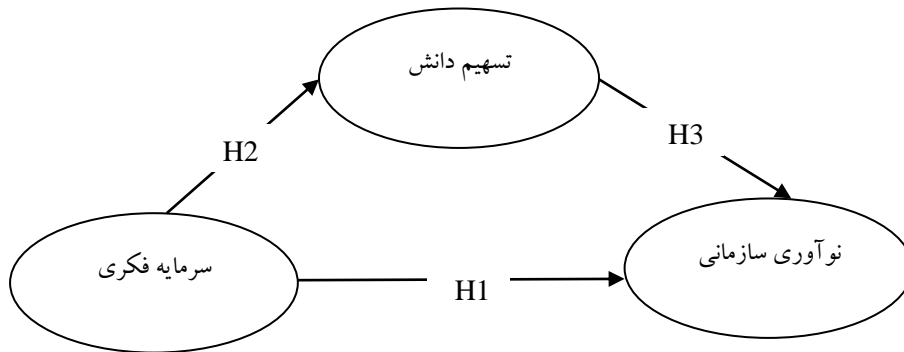 تسهیم دانش
H2
H3
سرمایه فکری
نوآوری سازمانی
H1